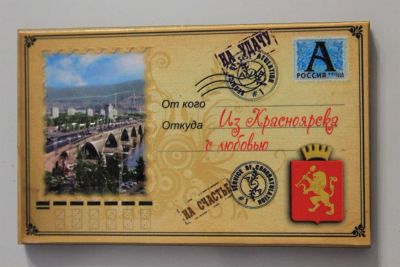 НА УДАЧУ
А
РОССИЯ
От кого
Откуда Из Красноярска
с любовью
НА СЧАСТЬЕ